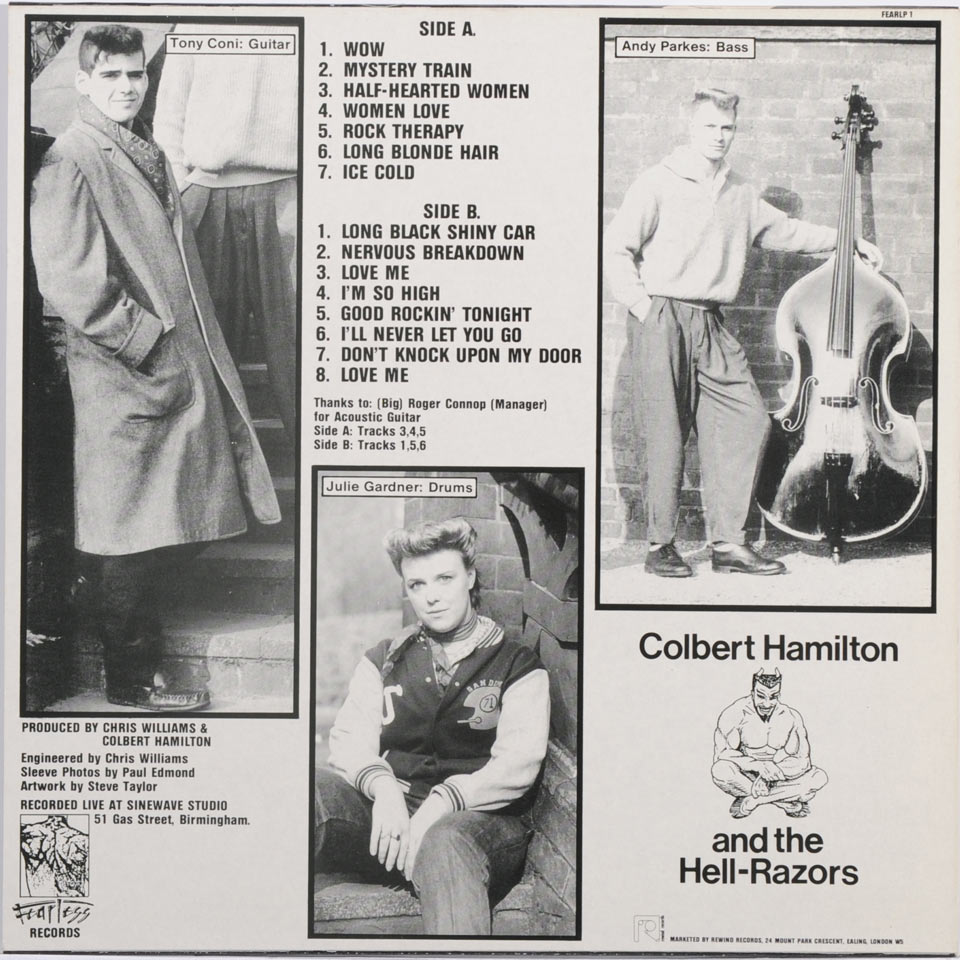 FEARLP 1
Tony Coni: Guitar
SIDE A.
1. WOW
2. MYSTERY TRAIN
3. HALF-HEARTED WOMEN
4. WOMEN LOVE
5. ROCK THERAPY
6. LONG BLONDE HAIR
7. ICE COLD
SIDE B.
1. LONG BLACK SHINY CAR
2. NERVOUS BREAKDOWN
3. LOVE ME
4. I'M SO HIGH
5. GOOD ROCKIN' TONIGHT
6. I'LL NEVER LET YOU GO
7. DON'T KNOCK UPON MY DOOR
8. LOVE ME
Thanks to: (Big) Roger Connop (Manager)
for Acoustic Guitar
Side A: Tracks 3,4,5
Side B: Tracks 1,5,6
Andy Parkes: Bass
Julie Gardner: Drums
71
PRODUCED BY CHRIS WILLIAMS &
COLBERT HAMILTON
Engineered by Chris Williams
Sleeve Photos by Paul Edmond
Artwork by Steve Taylor
RECORDED LIVE AT SINEWAVE STUDIO
51 Gas Street, Birmingham.
Fearless
RECORDS
Colbert Hamilton
and the
Hell-Razors
MARKETED BY REWIND RECORDS, 24 MOUNT PARK CRESCENT, EALING, LONDON W5